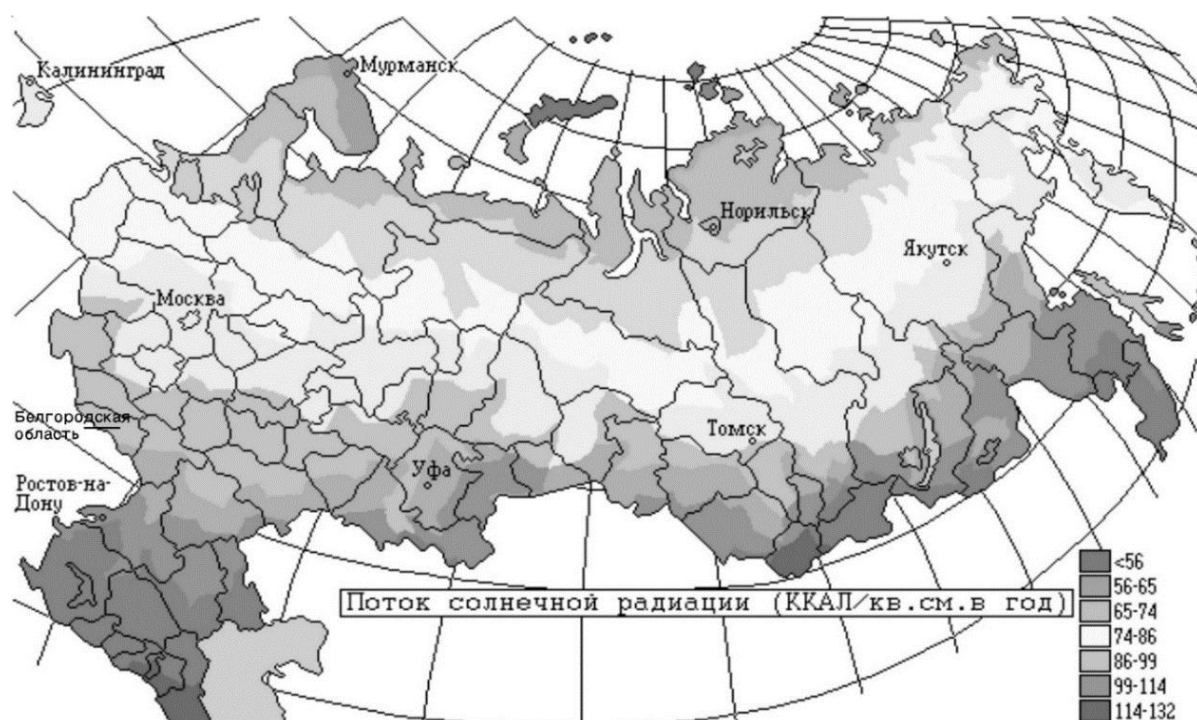 Калининград
Мурманск
Норильск
Якутск
Москва
Белгородская
область
Томск
Уфа
Ростов-на-
Дону
Поток солнечной радиации (ККАЛ/кв.см.в год)
<56
56-65
65-74
74-86
86-99
99-114
114-132